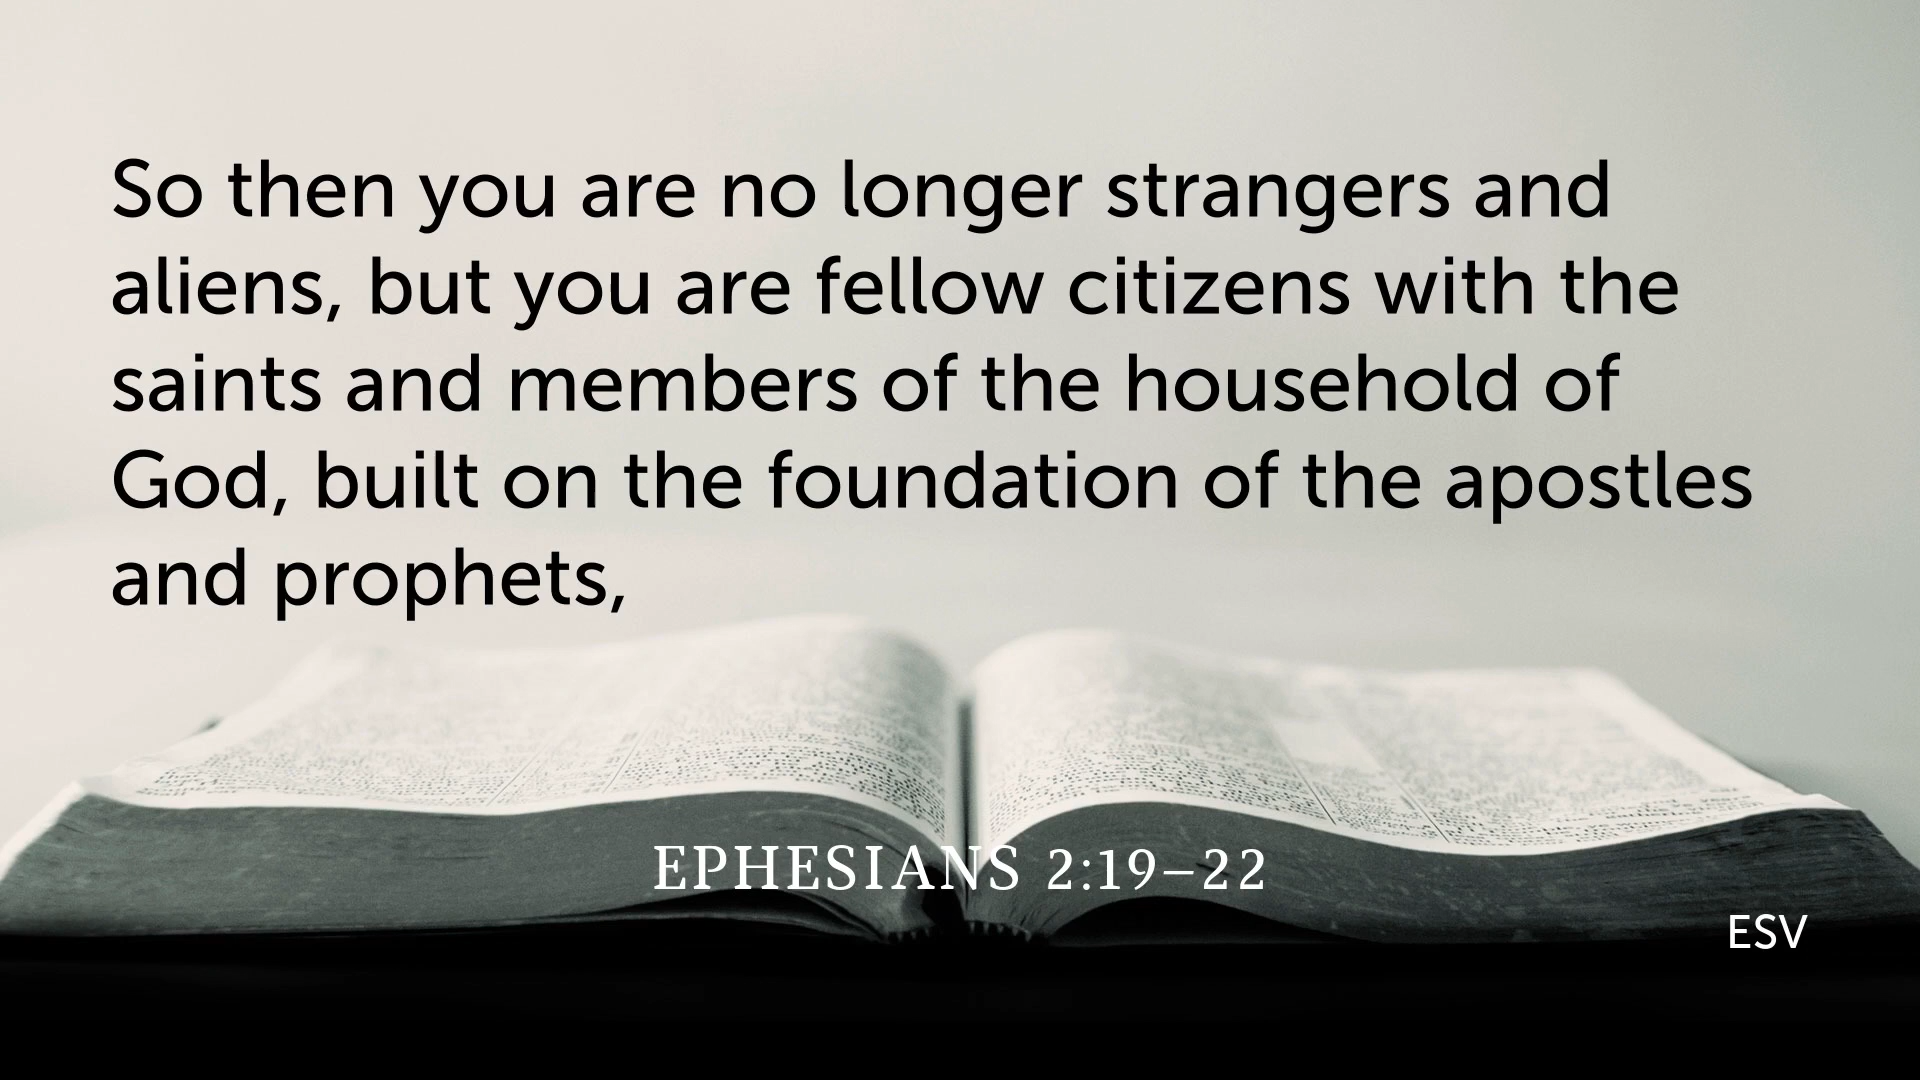 So then you are no longer strangers and
aliens, but you are fellow citizens with the
saints and members of the household of
God, built on the foundation of the apostles
and prophets,
EPHESIANS 2:19–22
ESV